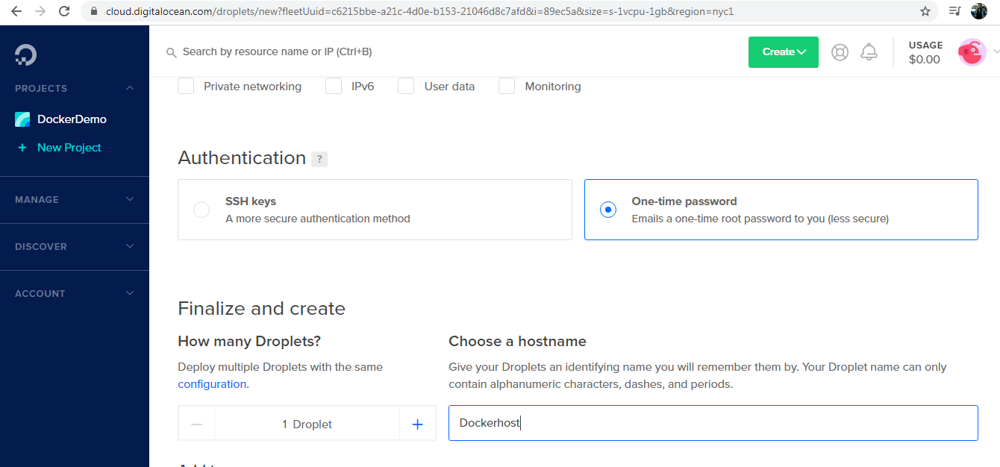 cloud.digitalocean.com/droplets/new?fleetUuid=c6215bbe-a21c-4d0e-b153-21046d8c7afd&i=89ec5a&size=s-1vcpu-1gb&region=nyc1
Search by resource name or IP (Ctrl+B)
Create
USAGE
$0.00
PROJECTS
DockerDemo
+ New Project
MANAGE
DISCOVER
ACCOUNT
Private networking IPv6 User data Monitoring
Authentication ?
SSH keys
A more secure authentication method
One-time password
Emails a one-time root password to you (less secure)
Finalize and create
How many Droplets?
Deploy multiple Droplets with the same
configuration.
— 1 Droplet +
Choose a hostname
Give your Droplets an identifying name you will remember them by. Your Droplet name can only
contain alphanumeric characters, dashes, and periods.
Dockerhost